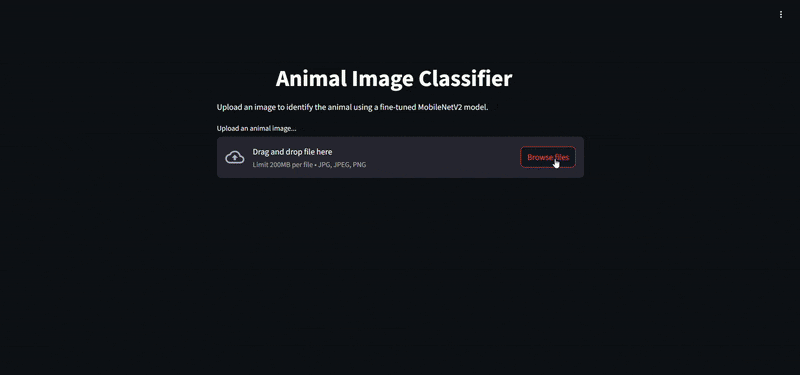 Animal Image Classifier
Upload an image to identify the animal using a fine-tuned MobileNetV2 model.
Upload an animal image...
Drag and drop file here
Limit 200MB per file • JPG, JPEG, PNG
Browse files